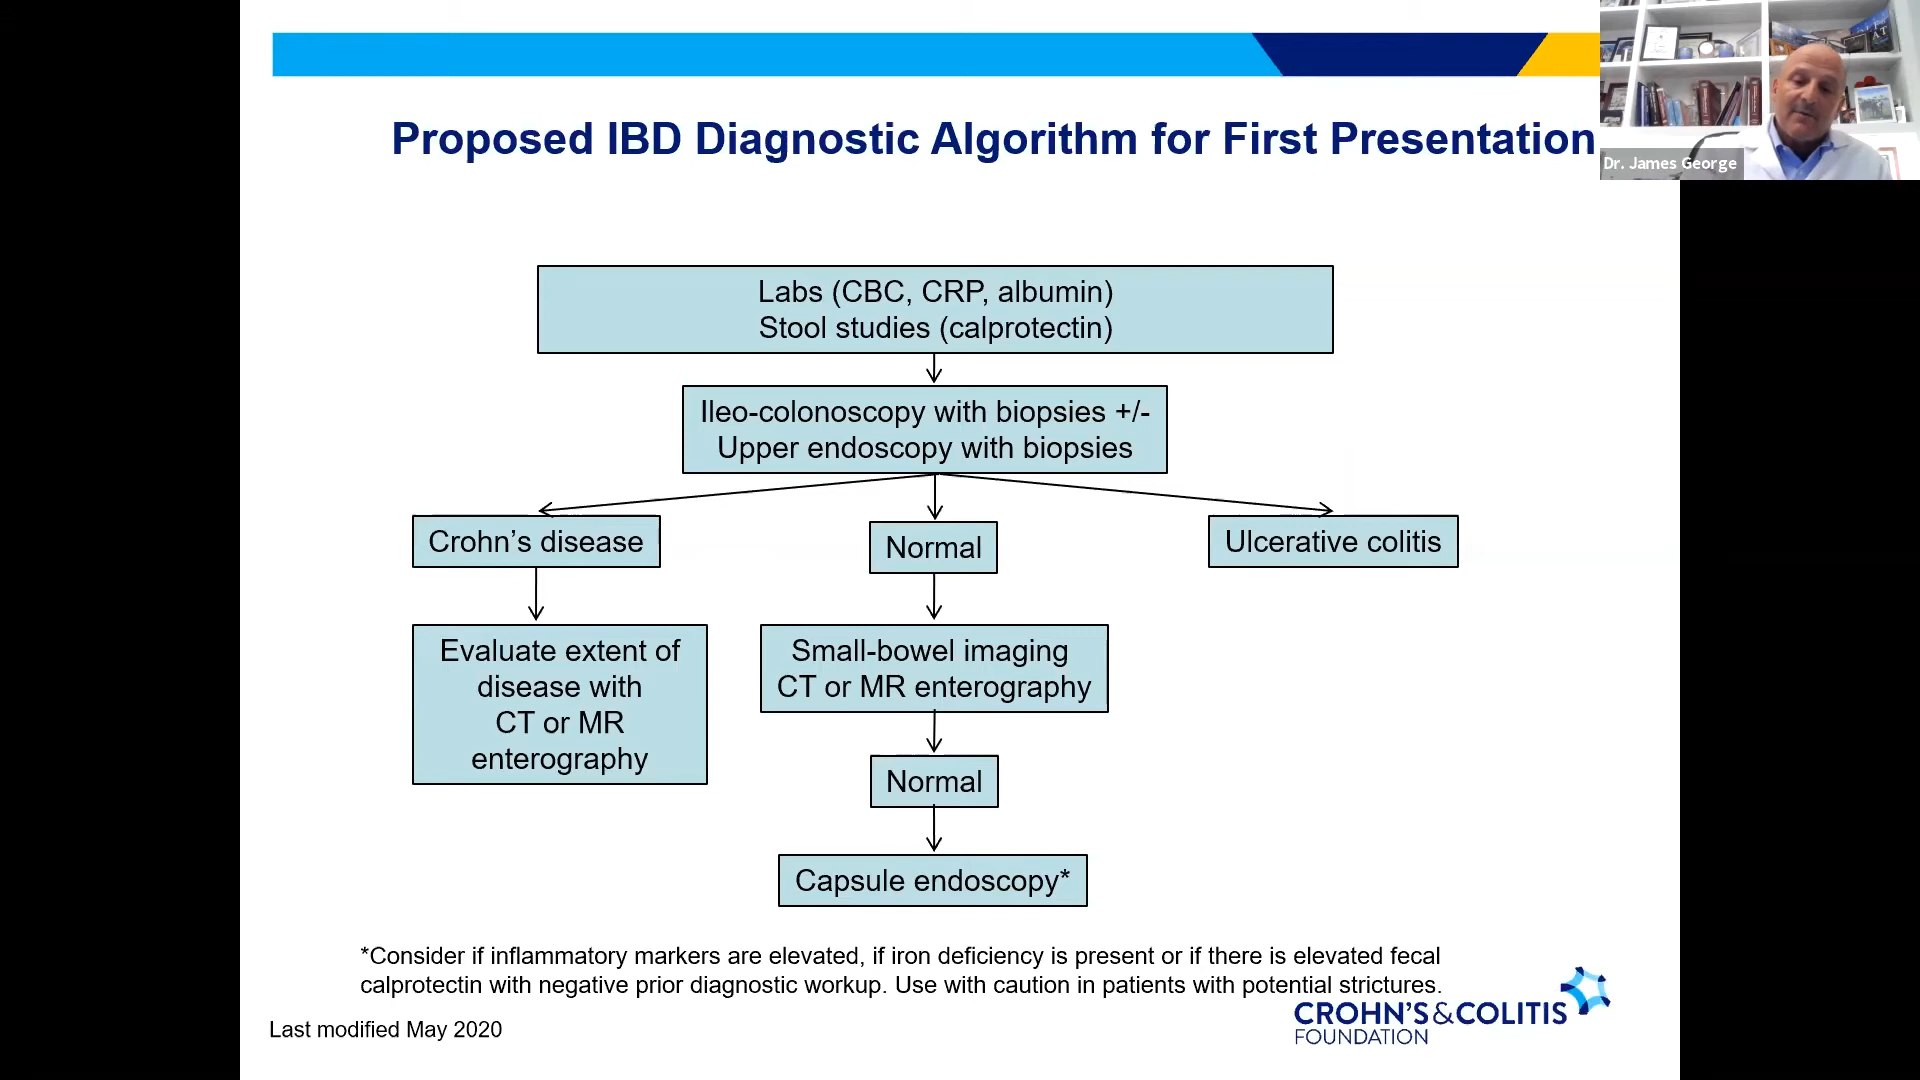 Proposed IBD Diagnostic Algorithm for First Presentation
Dr. James George
Labs (CBC, CRP, albumin)
Stool studies (calprotectin)
Ileo-colonoscopy with biopsies +/-
Upper endoscopy with biopsies
Crohn’s disease
Normal
Ulcerative colitis
Evaluate extent of
disease with
CT or MR
enterography
Small-bowel imaging
CT or MR enterography
Normal
Capsule endoscopy*
*Consider if inflammatory markers are elevated, if iron deficiency is present or if there is elevated fecal
calprotectin with negative prior diagnostic workup. Use with caution in patients with potential strictures.
CROHN’S&COLITIS
FOUNDATION
Last modified May 2020